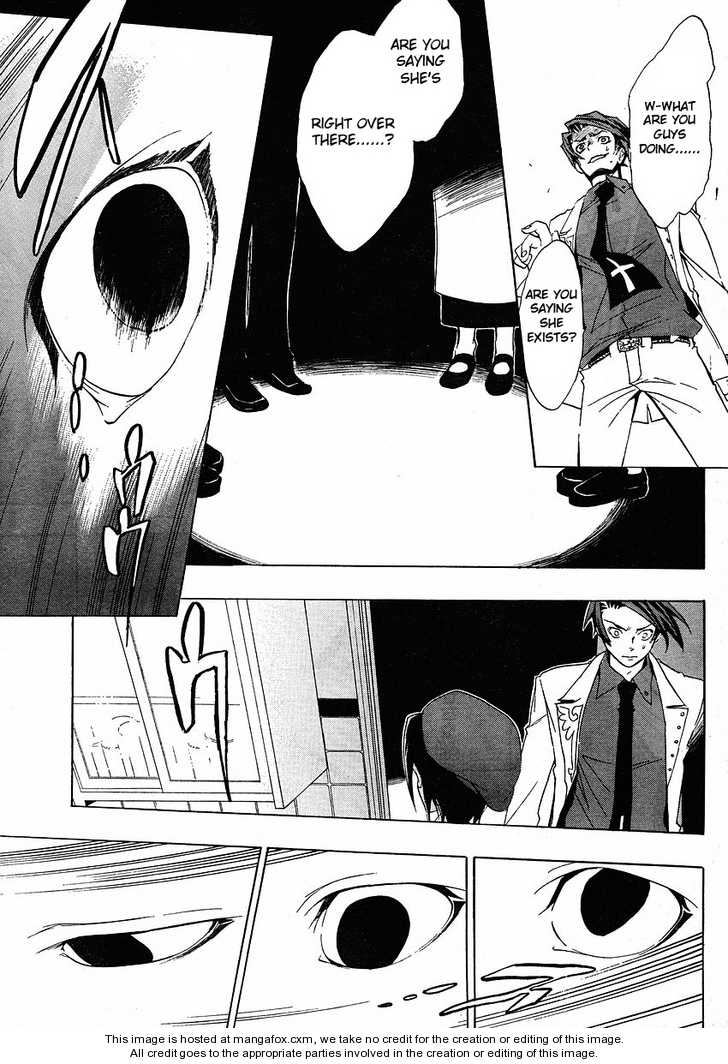 W-WHAT
ARE YOU
GUYS
DOING......
ARE YOU
SAYING
SHE
EXISTS?
ARE YOU
SAYING
SHE'S
RIGHT OVER
THERE......?
This image is hosted at mangafox.cxm, we take no credit for the creation or editing of this image.
All credit goes to the appropriate parties involved in the creation or editing of this image.